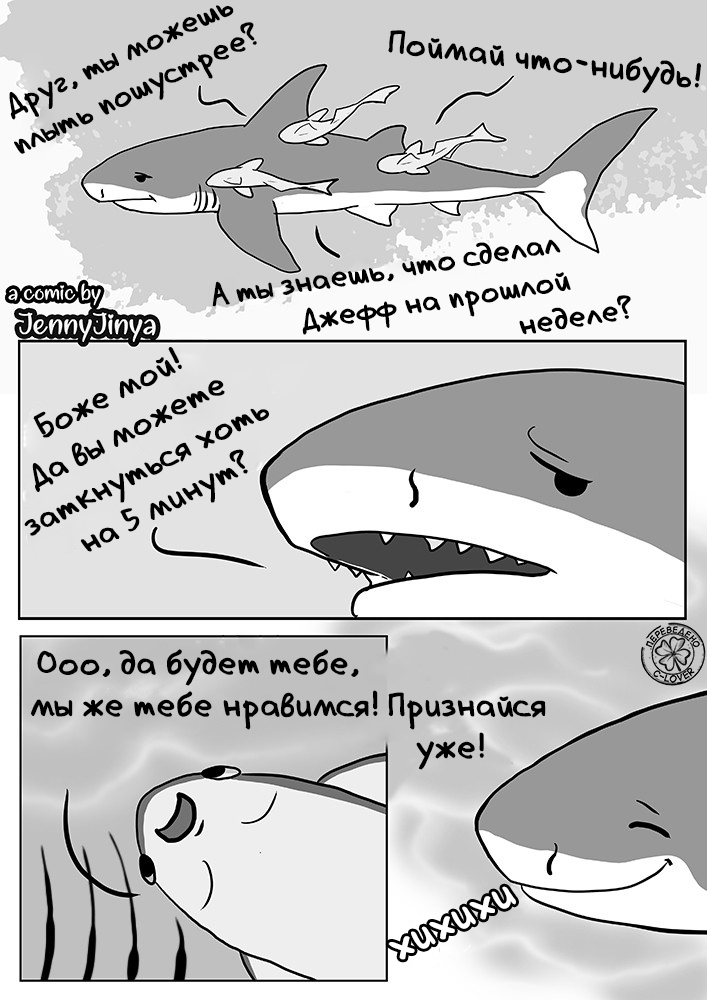 Друг, ты можешь
плыть пошустрее?
Поймай что-нибудь!
А ты знаешь, что сделал
Джефф на прошлой
неделе?
a comic by
JennyJinya
Боже мой!
Да вы можете
заткнуться хоть
на 5 минут?
Ооо, да будет тебе,
мы же тебе нравимся!
Признайся
уже!
ПЕРЕВЕДЕНО
C-LOVER
хихихи